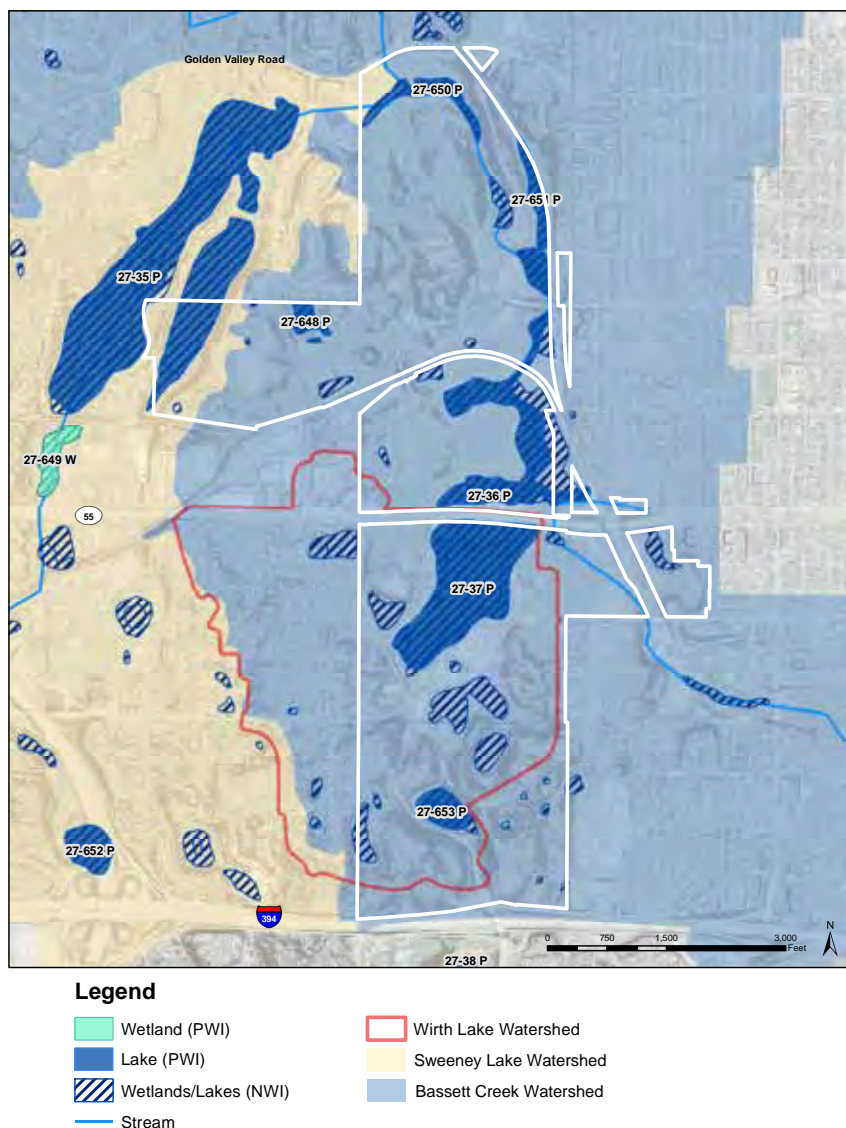 Golden Valley Road
27-650 P
27-651 P
27-35 P
27-648 P
27-649 W
27-36 P
55
27-37 P
27-653 P
27-652 P
394
N
0 750 1,500 3,000
Feet
27-38 P
Legend
Wetland (PWI)
Lake (PWI)
Wetlands/Lakes (NWI)
Stream
Wirth Lake Watershed
Sweeney Lake Watershed
Bassett Creek Watershed